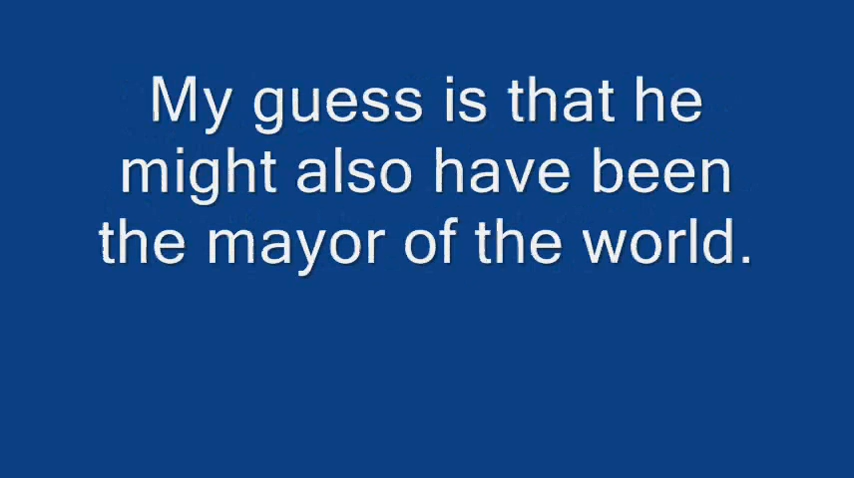 My guess is that he
might also have been
the mayor of the world.